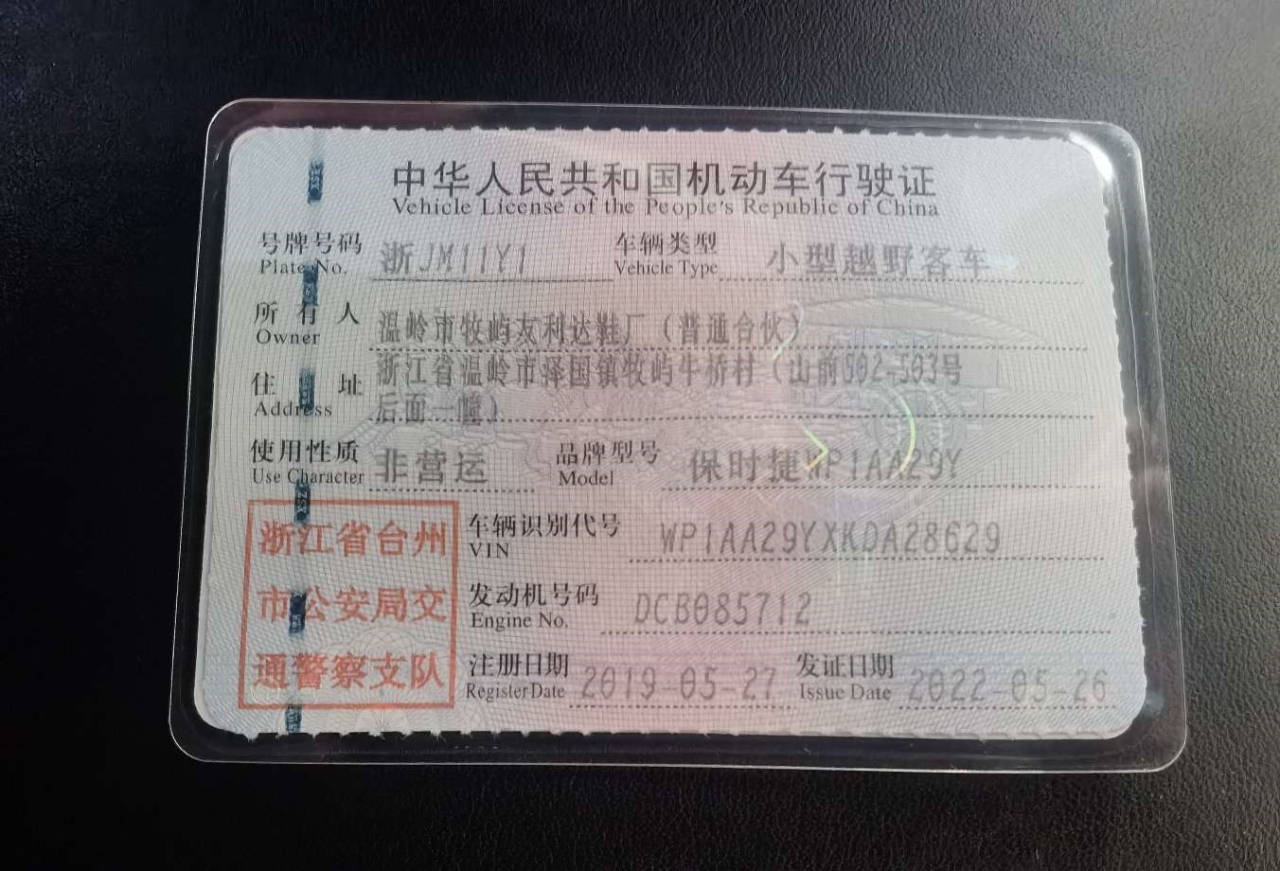 中华人民共和国机动车行驶证
Vehicle License of the People's Republic of China
号牌号码 浙JM11Y1 车辆类型 小型越野客车
Plate No. Vehicle Type
所有人 温岭市牧屿友利达鞋厂（普通合伙）
Owner
浙江省温岭市泽国镇牧屿牛桥村（山前502-503号
住址
Address 后面一幢）
使用性质 非营运 品牌型号 保时捷WP1AA29Y
Use Character Model
浙江省台州
市公安局交
通警察支队
车辆识别代号 WP1AA29YXKDA28629
VIN
发动机号码 DCB085712
Engine No.
注册日期 2019-05-27 发证日期 2022-05-26
Register Date Issue Date